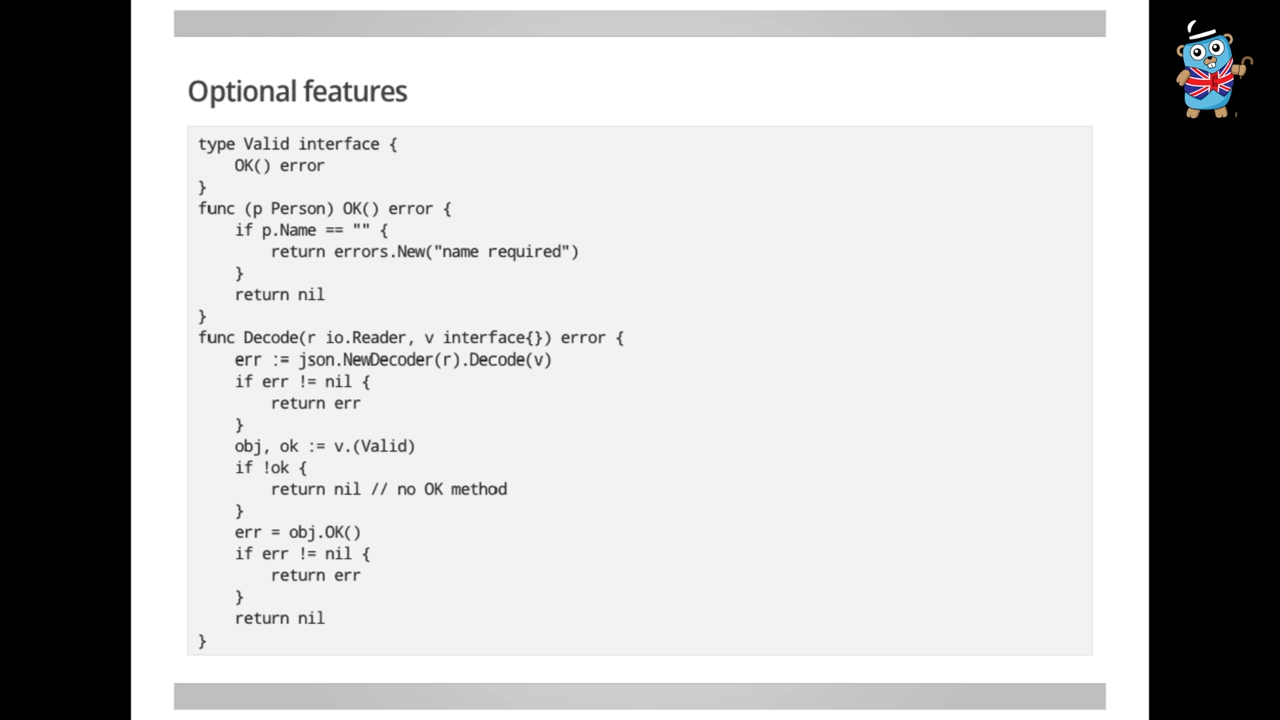 Optional features
type Valid interface {
    OK() error
}
func (p Person) OK() error {
    if p.Name == "" {
        return errors.New("name required")
    }
    return nil
}
func Decode(r io.Reader, v interface{}) error {
    err := json.NewDecoder(r).Decode(v)
    if err != nil {
        return err
    }
    obj, ok := v.(Valid)
    if !ok {
        return nil // no OK method
    }
    err = obj.OK()
    if err != nil {
        return err
    }
    return nil
}